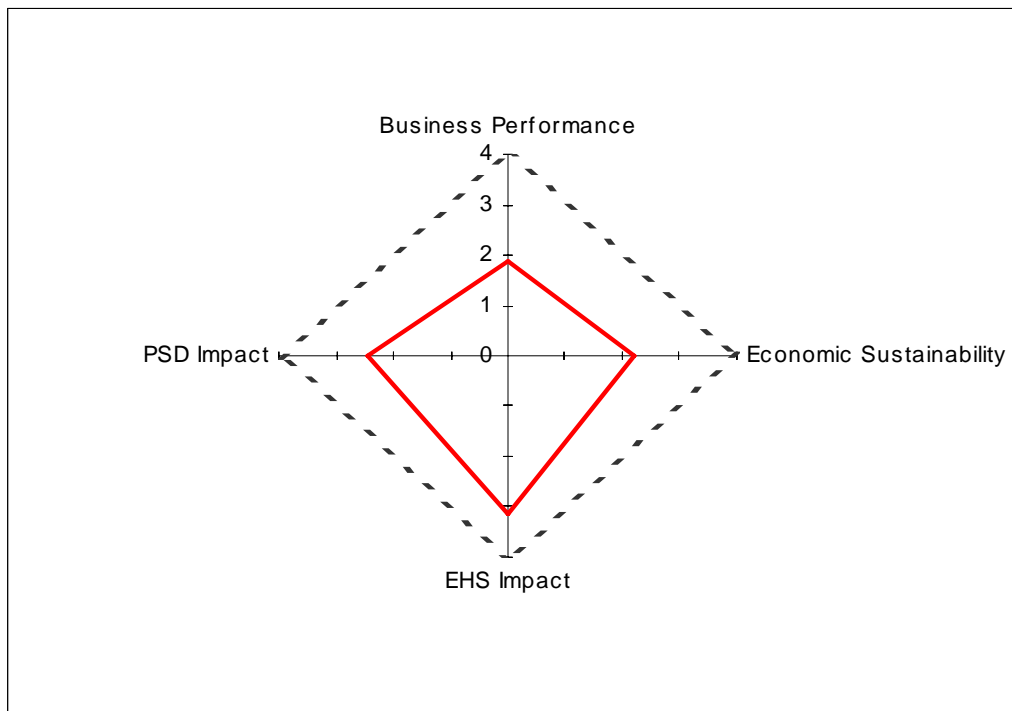 Business Performance
4
3
2
1
PSD Impact
0
Economic Sustainability
EHS Impact